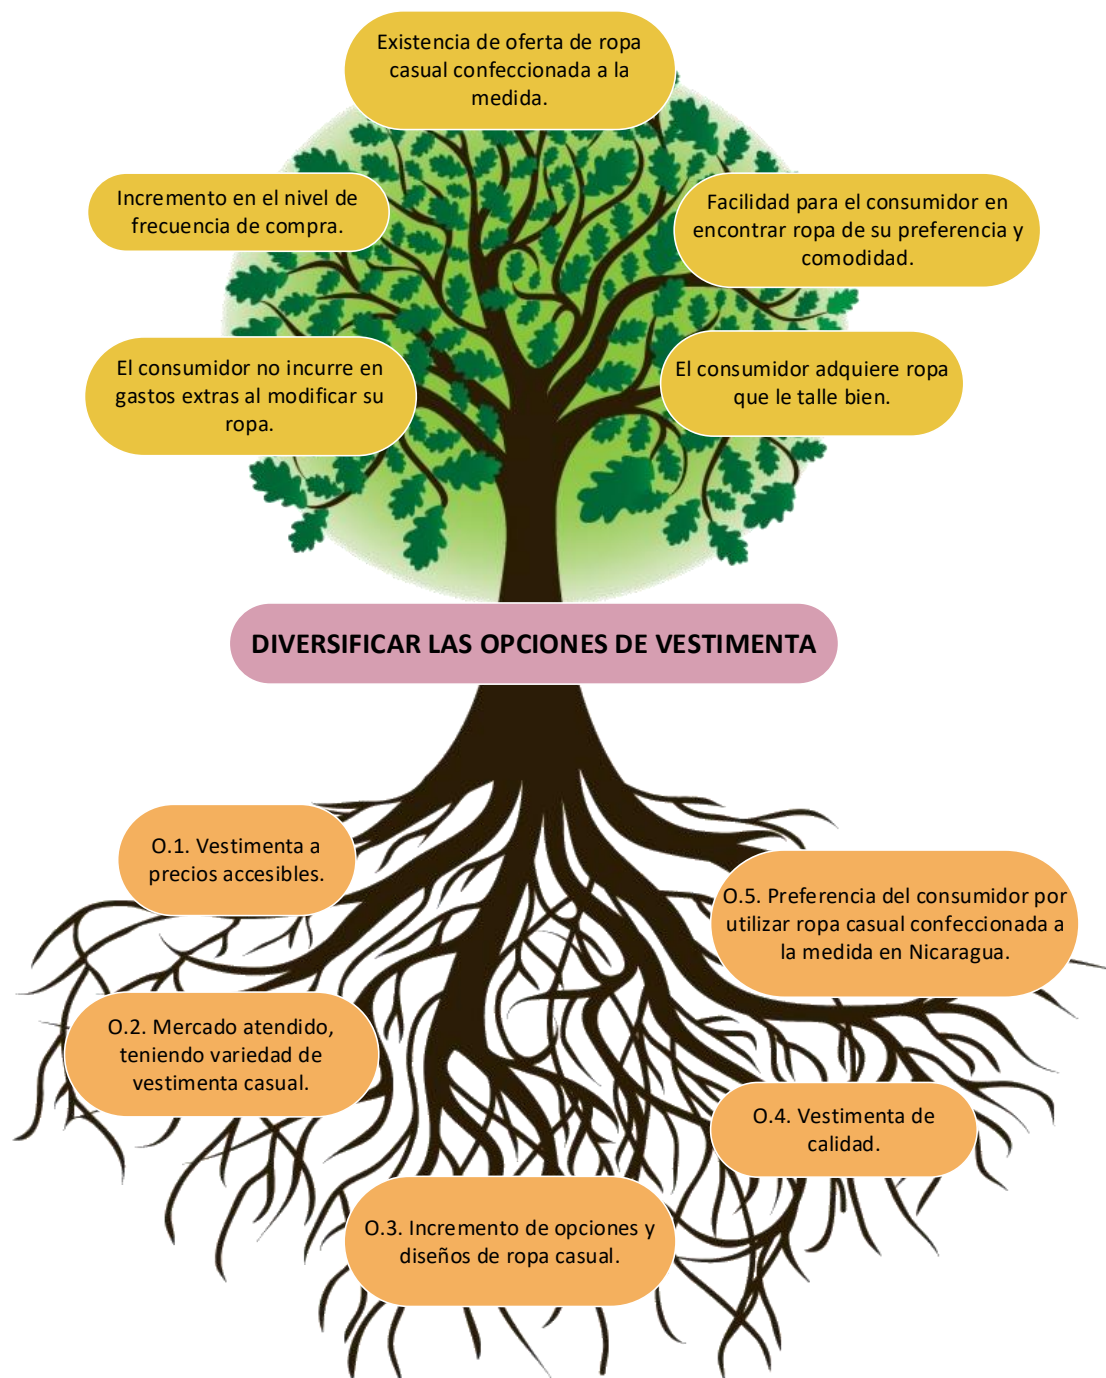 Existencia de oferta de ropa
casual confeccionada a la
medida.
Incremento en el nivel de
frecuencia de compra.
Facilidad para el consumidor en
encontrar ropa de su preferencia y
comodidad.
El consumidor no incurre en
gastos extras al modificar su
ropa.
El consumidor adquiere ropa
que le talle bien.
DIVERSIFICAR LAS OPCIONES DE VESTIMENTA
O.1. Vestimenta a
precios accesibles.
O.5. Preferencia del consumidor por
utilizar ropa casual confeccionada a
la medida en Nicaragua.
O.2. Mercado atendido,
teniendo variedad de
vestimenta casual.
O.4. Vestimenta de
calidad.
O.3. Incremento de opciones y
diseños de ropa casual.